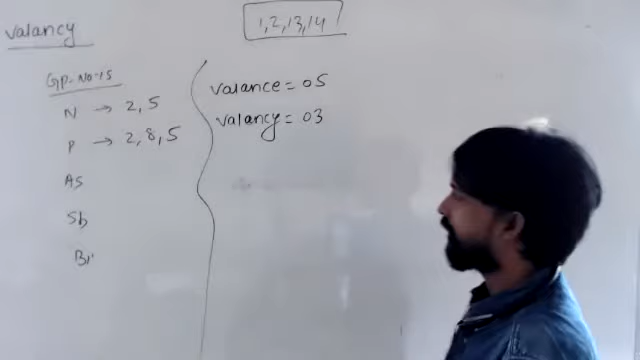 valancy
1,2,13,14
GP-No-15
N → 2,5
P → 2,8,5
As
Sb
Bi
valance = 05
valancy = 03